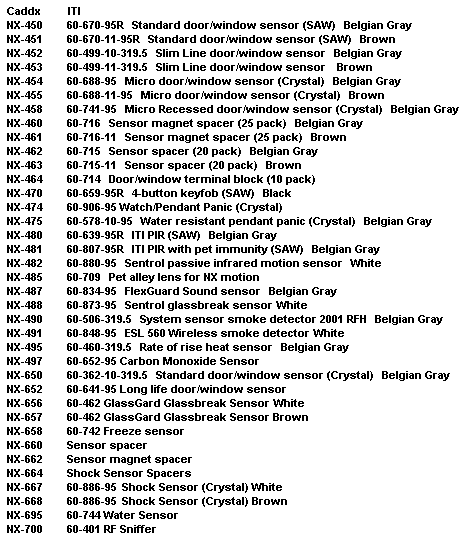 Caddx ITI
NX-450 60-670-95R Standard door/window sensor (SAW) Belgian Gray
NX-451 60-670-11-95R Standard door/window sensor (SAW) Brown
NX-452 60-499-10-319.5 Slim Line door/window sensor Belgian Gray
NX-453 60-499-11-319.5 Slim Line door/window sensor Brown
NX-454 60-688-95 Micro door/window sensor (Crystal) Belgian Gray
NX-455 60-688-11-95 Micro door/window sensor (Crystal) Brown
NX-458 60-741-95 Micro Recessed door/window sensor (Crystal) Belgian Gray
NX-460 60-716 Sensor magnet spacer (25 pack) Belgian Gray
NX-461 60-716-11 Sensor magnet spacer (25 pack) Brown
NX-462 60-715 Sensor spacer (20 pack) Belgian Gray
NX-463 60-715-11 Sensor spacer (20 pack) Brown
NX-464 60-714 Door/window terminal block (10 pack)
NX-470 60-659-95R 4-button keyfob (SAW) Black
NX-474 60-906-95 Watch/Pendant Panic (Crystal)
NX-475 60-578-10-95 Water resistant pendant panic (Crystal) Belgian Gray
NX-480 60-639-95R ITI PIR (SAW) Belgian Gray
NX-481 60-807-95R ITI PIR with pet immunity (SAW) Belgian Gray
NX-482 60-880-95 Sentrol passive infrared motion sensor White
NX-485 60-709 Pet alley lens for NX motion
NX-487 60-834-95 FlexGuard Sound sensor Belgian Gray
NX-488 60-873-95 Sentrol glassbreak sensor White
NX-490 60-506-319.5 System sensor smoke detector 2001 RFH Belgian Gray
NX-491 60-848-95 ESL 560 Wireless smoke detector White
NX-495 60-460-319.5 Rate of rise heat sensor Belgian Gray
NX-497 60-652-95 Carbon Monoxide Sensor
NX-650 60-362-10-319.5 Standard door/window sensor (Crystal) Belgian Gray
NX-652 60-641-95 Long life door/window sensor
NX-656 60-462 GlassGard Glassbreak Sensor White
NX-657 60-462 GlassGard Glassbreak Sensor Brown
NX-658 60-742 Freeze sensor
NX-660 Sensor spacer
NX-662 Sensor magnet spacer
NX-664 Shock Sensor Spacers
NX-667 60-886-95 Shock Sensor (Crystal) White
NX-668 60-886-95 Shock Sensor (Crystal) Brown
NX-695 60-744 Water Sensor
NX-700 60-401 RF Sniffer